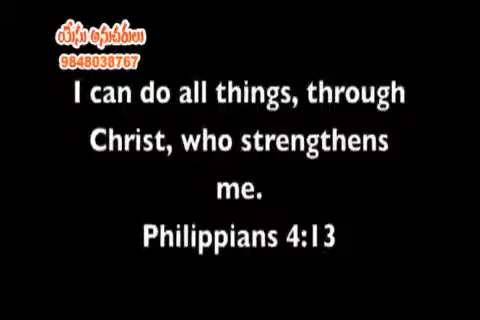 యేసు అనుచరులు
9848038767
I can do all things, through
Christ, who strengthens
me.
Philippians 4:13